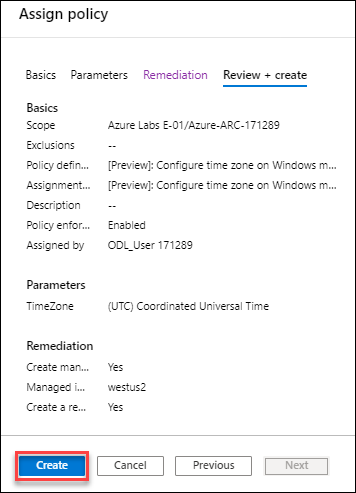 Assign policy
Basics Parameters Remediation Review + create
Basics
Scope Azure Labs E-01/Azure-ARC-171289
Exclusions --
Policy defin... [Preview]: Configure time zone on Windows m...
Assignment... [Preview]: Configure time zone on Windows m...
Description --
Policy enfor... Enabled
Assigned by ODL_User 171289
Parameters
TimeZone (UTC) Coordinated Universal Time
Remediation
Create man... Yes
Managed i... westus2
Create a re... Yes
Create Cancel Previous Next